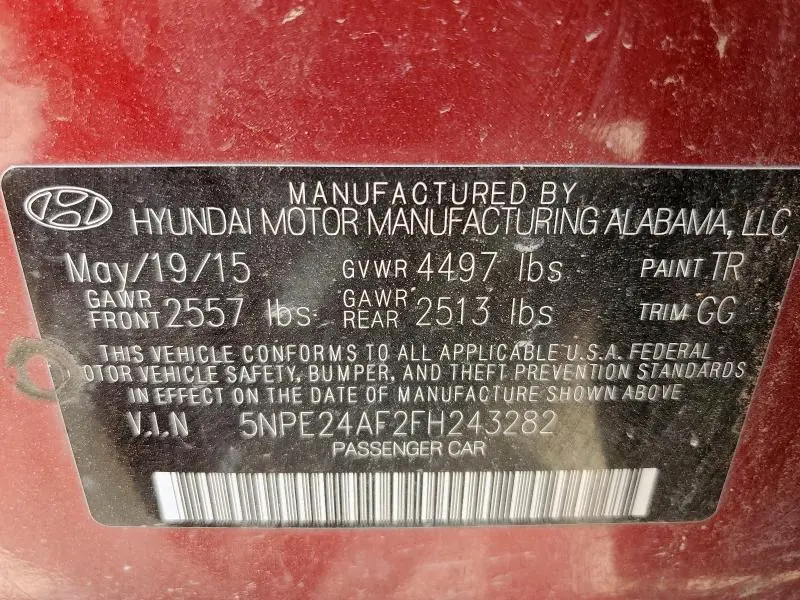 MANUFACTURED BY
HYUNDAI MOTOR MANUFACTURING ALABAMA, LLC
May/19/15 GVWR 4497 lbs PAINT TR
GAWR FRONT 2557 lbs GAWR REAR 2513 lbs TRIM GG
THIS VEHICLE CONFORMS TO ALL APPLICABLE U.S.A. FEDERAL
OTOR VEHICLE SAFETY, BUMPER, AND THEFT PREVENTION STANDARDS
IN EFFECT ON THE DATE OF MANUFACTURE SHOWN ABOVE
V.I.N 5NPE24AF2FH243282
PASSENGER CAR